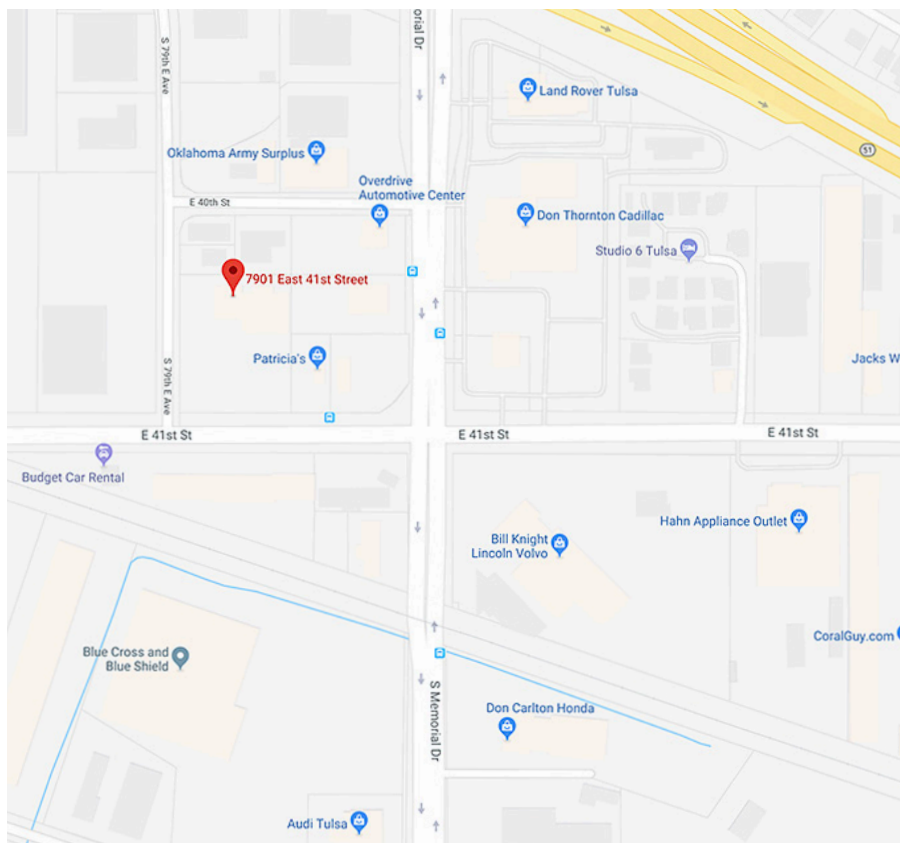 orial Dr
S 79th E Ave
Land Rover Tulsa
Oklahoma Army Surplus
51
Overdrive
Automotive Center
E 40th St
Don Thornton Cadillac
Studio 6 Tulsa
7901 East 41st Street
Patricia's
Jacks W
S 79th E Ave
E 41st St
E 41st St
E 41st St
Budget Car Rental
Hahn Appliance Outlet
Bill Knight
Lincoln Volvo
CoralGuy.com
Blue Cross and
Blue Shield
S Memorial Dr
Don Carlton Honda
Audi Tulsa